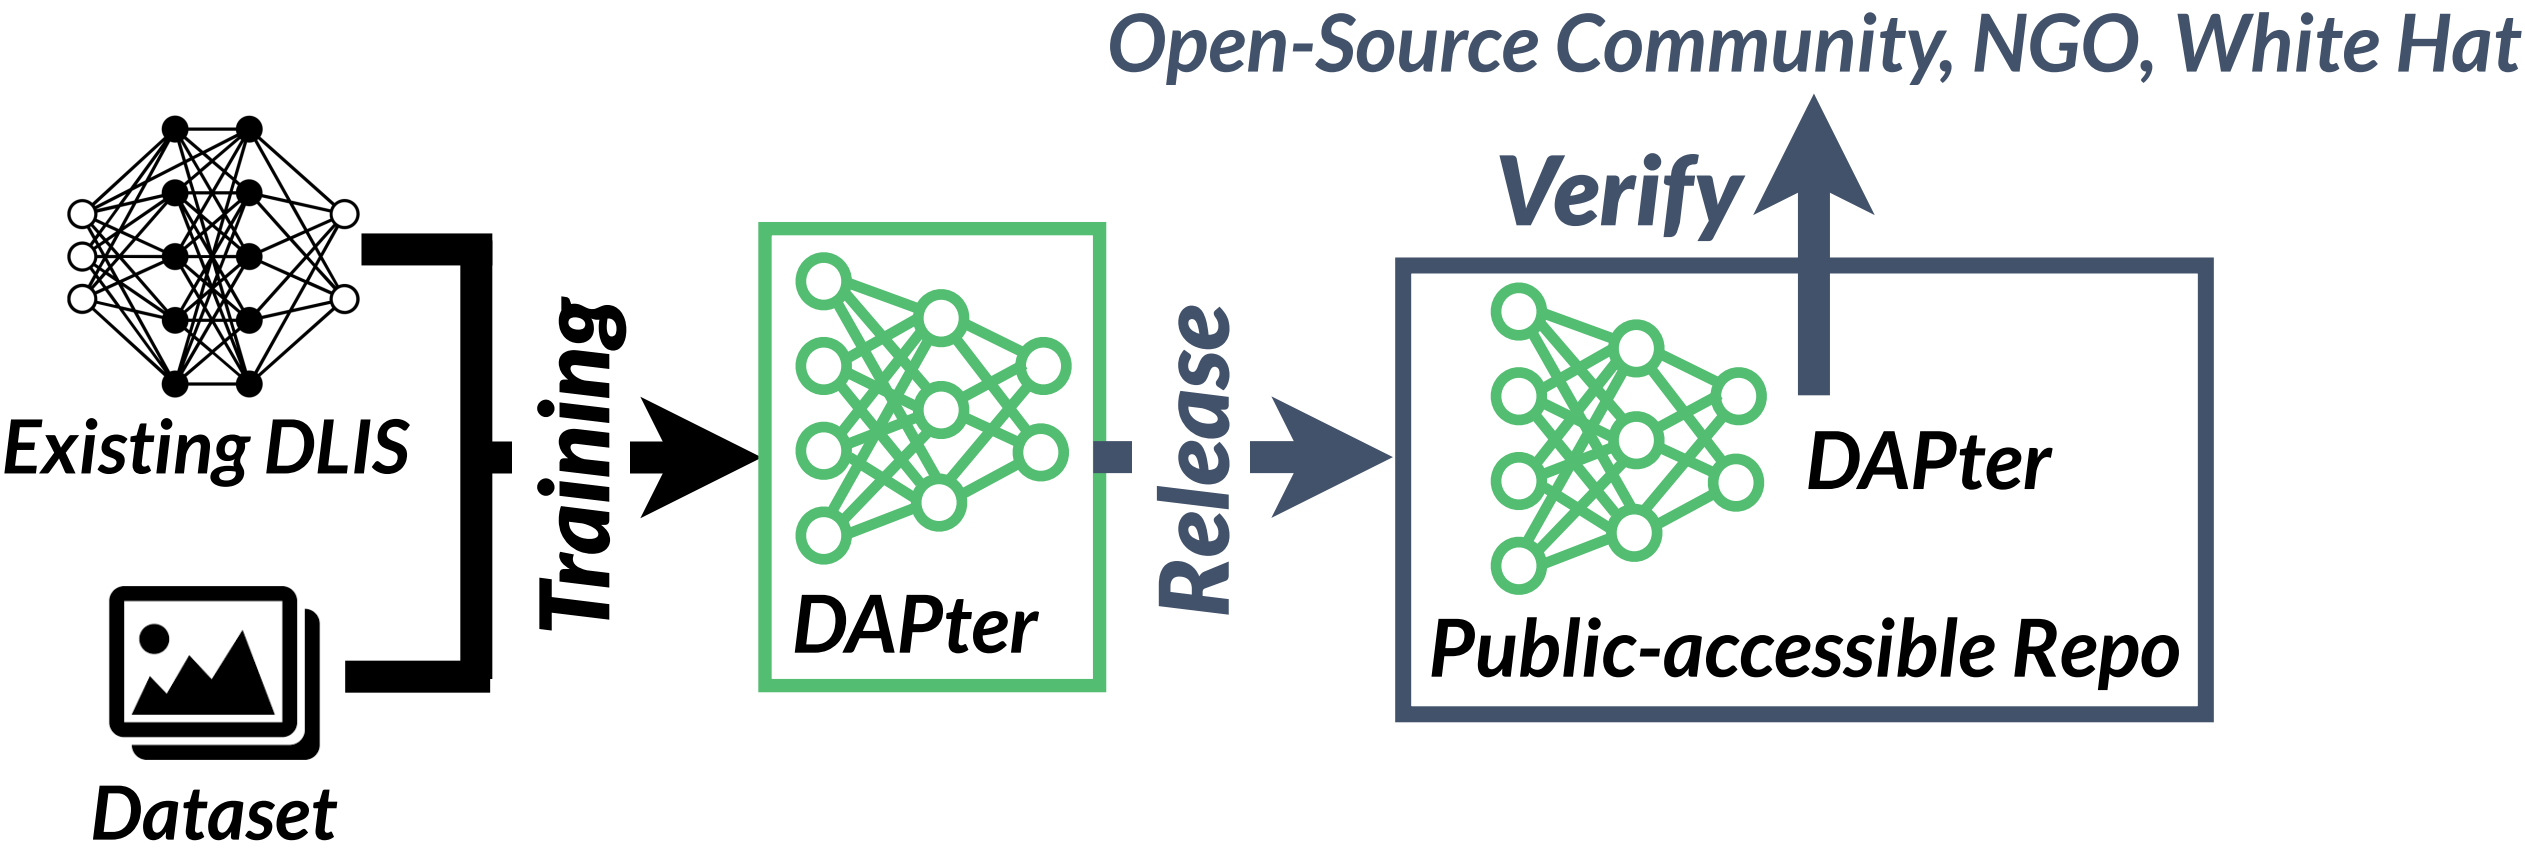 Open-Source Community, NGO, White Hat
Verify
Existing DLIS
Dataset
Training
DAPter
Release
DAPter
Public-accessible Repo